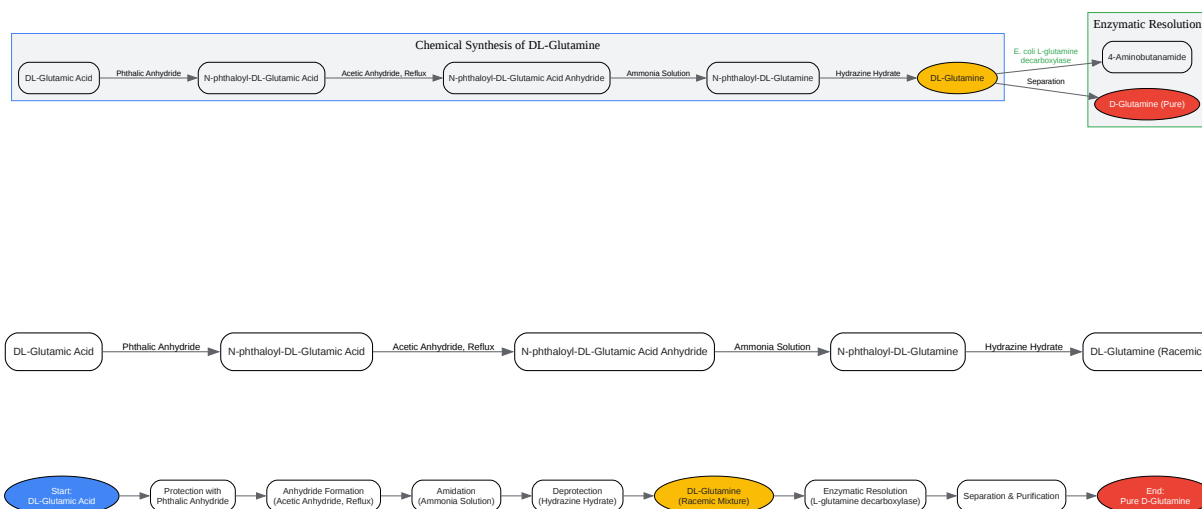 Enzymatic Resolution
Chemical Synthesis of DL-Glutamine
E. coli L-glutamine
decarboxylase
DL-Glutamic Acid
Phthalic Anhydride
N-phthaloyl-DL-Glutamic Acid
Acetic Anhydride, Reflux
N-phthaloyl-DL-Glutamic Acid Anhydride
Ammonia Solution
N-phthaloyl-DL-Glutamine
Hydrazine Hydrate
DL-Glutamine
Separation
4-Aminobutanamide
D-Glutamine (Pure)
DL-Glutamic Acid
Phthalic Anhydride
N-phthaloyl-DL-Glutamic Acid
Acetic Anhydride, Reflux
N-phthaloyl-DL-Glutamic Acid Anhydride
Ammonia Solution
N-phthaloyl-DL-Glutamine
Hydrazine Hydrate
DL-Glutamine (Racemic
Start:
DL-Glutamic Acid
Protection with
Phthalic Anhydride
Anhydride Formation
(Acetic Anhydride, Reflux)
Amidation
(Ammonia Solution)
Deprotection
(Hydrazine Hydrate)
DL-Glutamine
(Racemic Mixture)
Enzymatic Resolution
(L-glutamine decarboxylase)
Separation & Purification
End:
Pure D-Glutamine